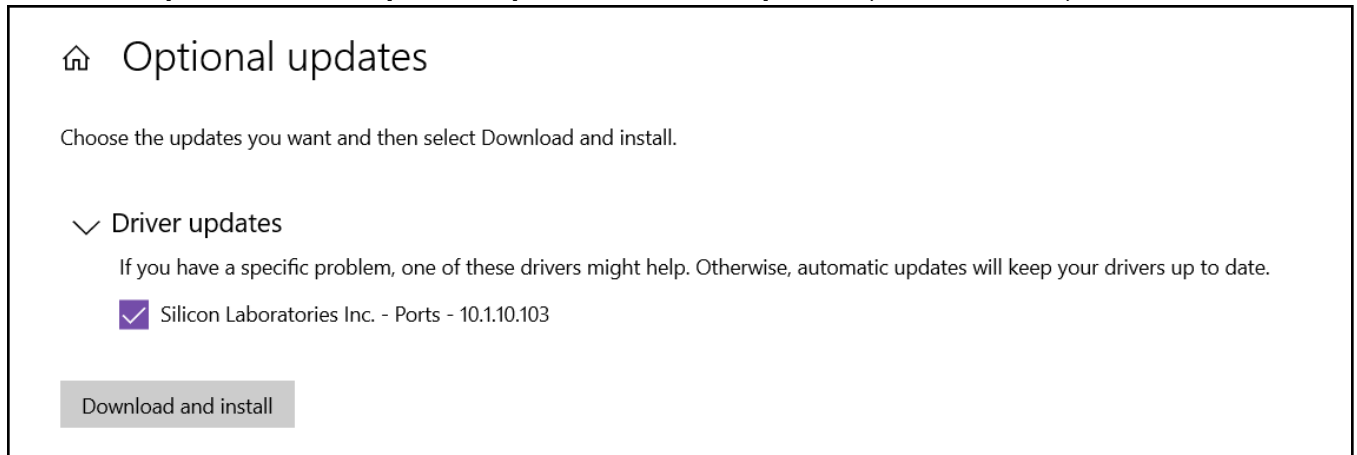 Optional updates
Choose the updates you want and then select Download and install.
Driver updates
If you have a specific problem, one of these drivers might help. Otherwise, automatic updates will keep your drivers up to date.
Silicon Laboratories Inc. - Ports - 10.1.10.103
Download and install